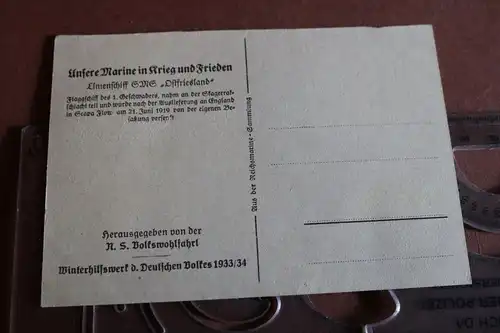 Unsere Marine in Krieg und Frieden
Linienschiff SMS „Ostfriesland"
Flaggschiff des 1. Geschwaders, nahm an der Skagerrak-
schlacht teil und wurde nach der Auslieferung an England
in Scapa Flow am 21. Juni 1919 von der eigenen Be-
satzung versenkt
Herausgegeben von der
N. S. Volkswohlfahrt
Winterhilfswerk d. Deutschen Volkes 1933/34
Aus der Reichsmarine-Sammlung